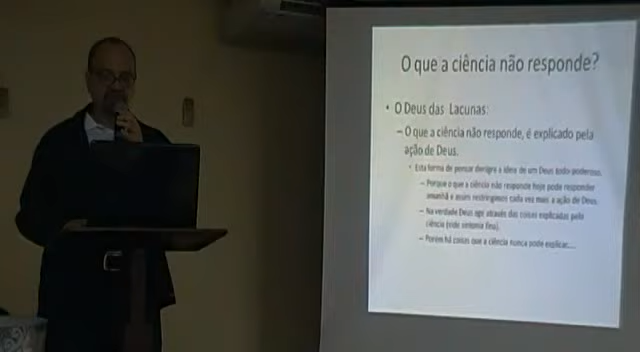 O que a ciência não responde?
• O Deus das Lacunas:
– O que a ciência não responde, é explicado pela
ação de Deus.
• Esta forma de pensar denigre a ideia de um Deus todo-poderoso.
– Porque o que a ciência não responde hoje pode responder
amanhã e assim restringimos cada vez mais a ação de Deus.
– Na verdade Deus age através das coisas explicadas pela
ciência (vide sintonia fina).
– Porém há coisas que a ciência nunca pode explicar....